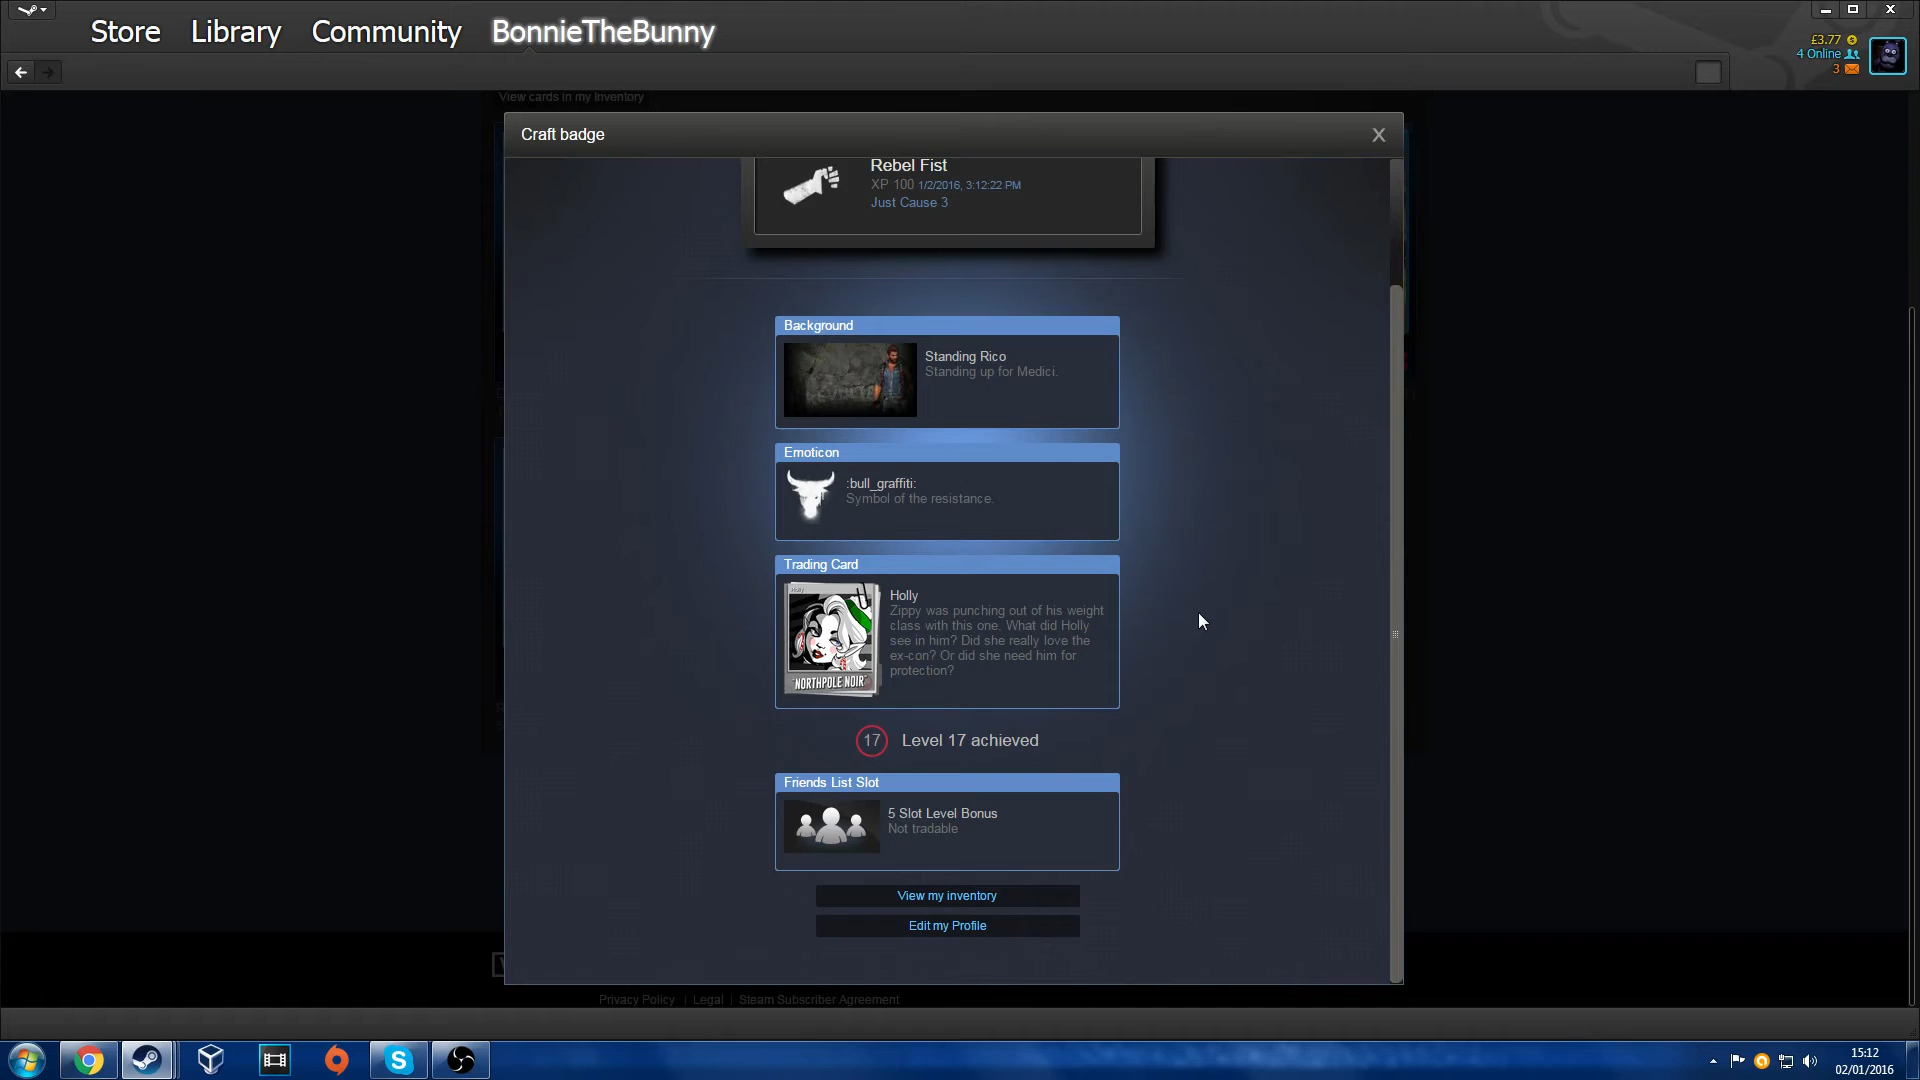 Store
Library
Community
BonnieTheBunny
£3.77
4 Online
3
View cards in my Inventory
Craft badge
X
Rebel Fist
XP 100 1/2/2016, 3:12:22 PM
Just Cause 3
Background
Standing Rico
Standing up for Medici.
Emoticon
:bull_graffiti:
Symbol of the resistance.
Trading Card
Holly
Holly
Zippy was punching out of his weight
class with this one. What did Holly
see in him? Did she really love the
ex-con? Or did she need him for
protection?
"NORTHPOLE NOIR"
17
Level 17 achieved
Friends List Slot
5 Slot Level Bonus
Not tradable
View my inventory
Edit my Profile
Privacy Policy | Legal | Steam Subscriber Agreement
15:12
02/01/2016